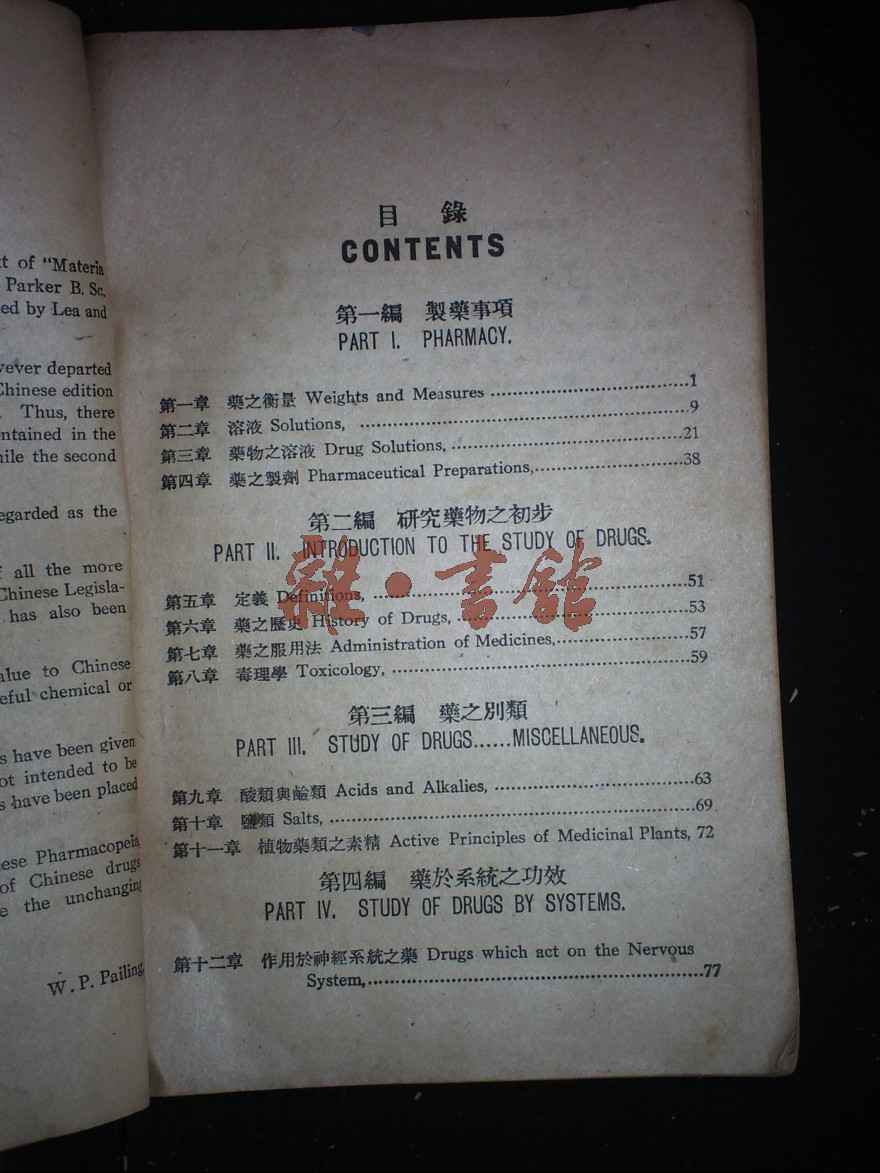 t of "Materia
Parker B. Sc,
ed by Lea and
ever departed
Chinese edition
. Thus, there
ntained in the
hile the second
egarded as the
f all the more
Chinese Legisla-
has also been
alue to Chinese
eful chemical or
s have been given
ot intended to be
s have been placed
ese Pharmacopeia,
of Chinese drugs
e the unchanging
W. P. Pailing.
目錄
CONTENTS
第一編 製藥事項
PART I. PHARMACY.
第一章 藥之衡量 Weights and Measures ........................................1
第二章 溶液 Solutions, ........................................9
第三章 藥物之溶液 Drug Solutions,........................................21
第四章 藥之製劑 Pharmaceutical Preparations,..............................38
第二編 研究藥物之初步
PART II. INTRODUCTION TO THE STUDY OF DRUGS.
第五章 定義 Definitions, ........................................51
第六章 藥之歷史 History of Drugs, ........................................53
第七章 藥之服用法 Administration of Medicines,..............................57
第八章 毒理學 Toxicology, ........................................59
雜·書館
第三編 藥之別類
PART III. STUDY OF DRUGS......MISCELLANEOUS.
第九章 酸類與鹼類 Acids and Alkalies, ..............................63
第十章 鹽類 Salts, ........................................69
第十一章 植物藥類之素精 Active Principles of Medicinal Plants, 72
第四編 藥於系統之功效
PART IV. STUDY OF DRUGS BY SYSTEMS.
第十二章 作用於神經系統之藥 Drugs which act on the Nervous
System,........................................77